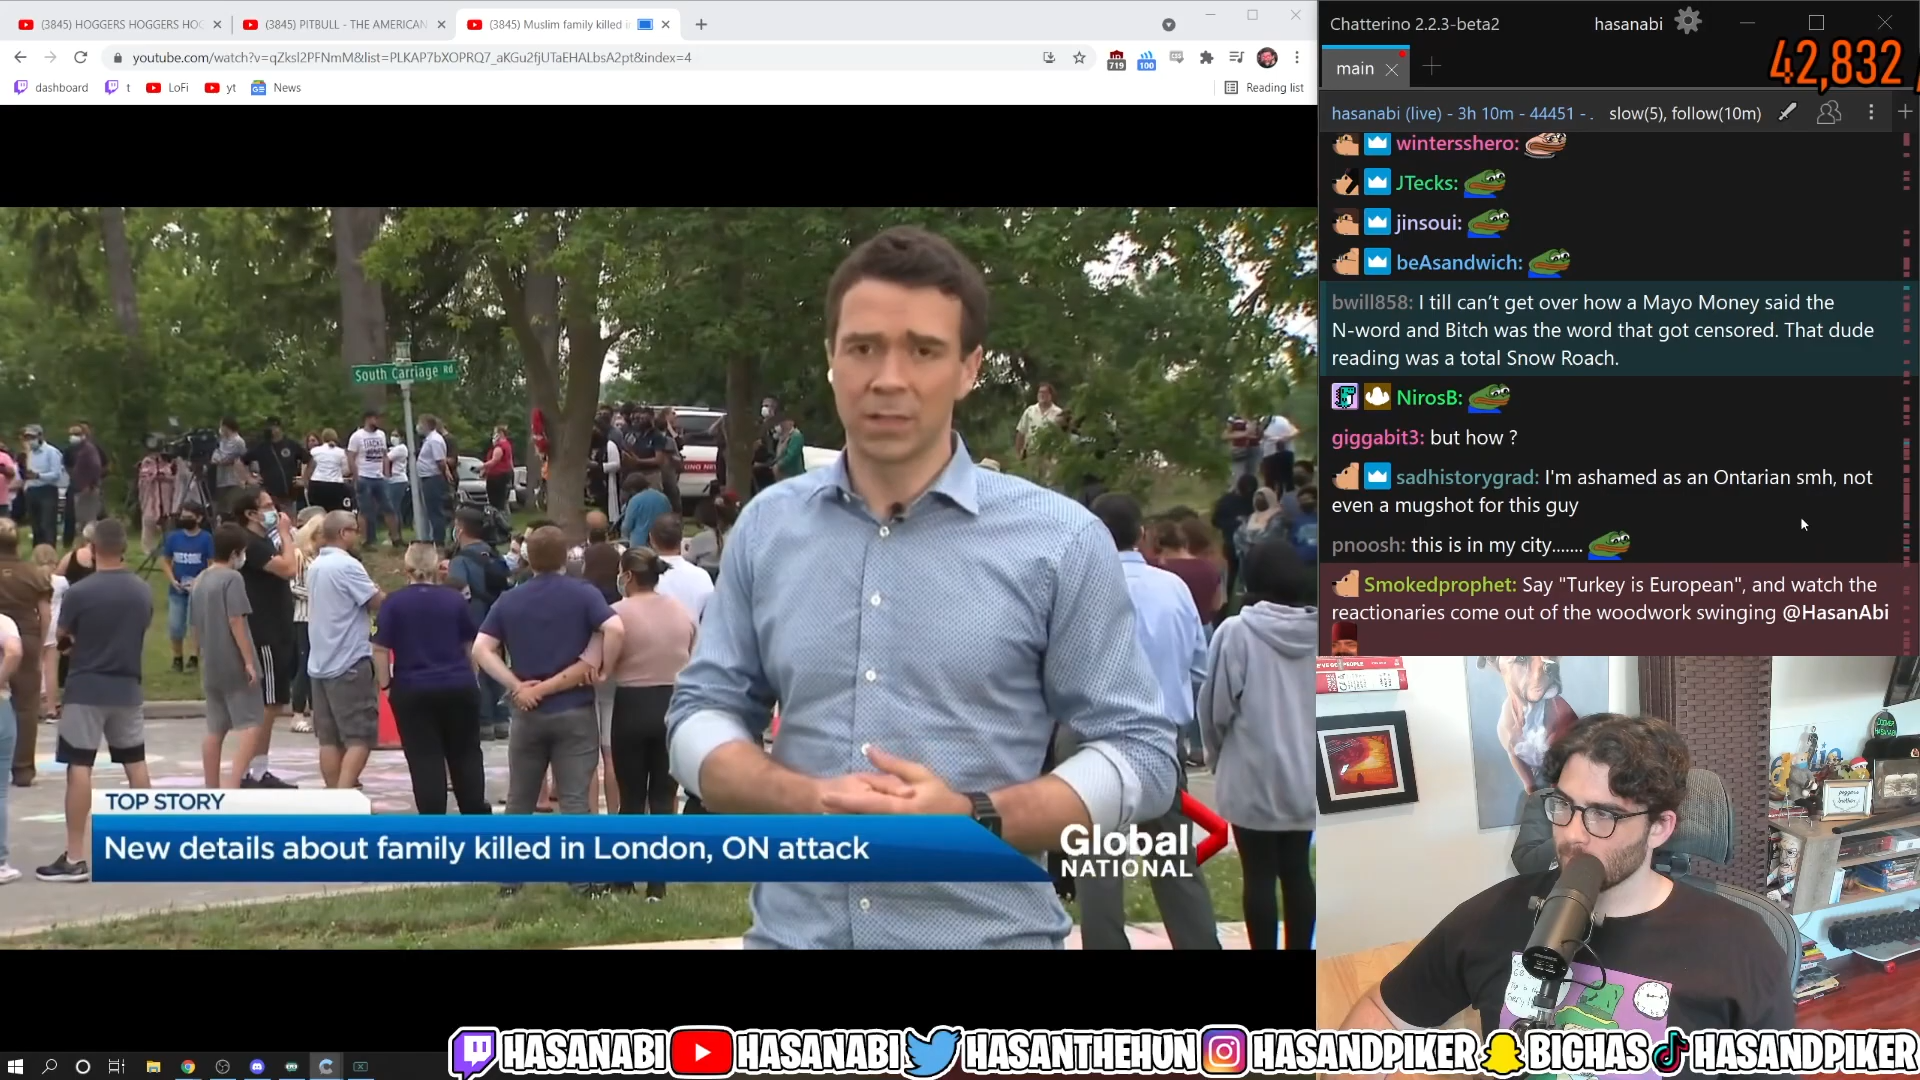 (3845) HOGGERS HOGGERS HOG
(3845) PITBULL - THE AMERICAN
(3845) Muslim family killed i
youtube.com/watch?v=qZksl2PFNmM&list=PLKAP7bXOPRQ7_aKGu2fjUTaEHALbsA2pt&index=4
719
100
dashboard
t
LoFi
yt
News
Reading list
South Carriage Rd
TOP STORY
New details about family killed in London, ON attack
Global
NATIONAL
Chatterino 2.2.3-beta2
hasanabi
main
42,832
hasanabi (live) - 3h 10m - 44451 - .
slow(5), follow(10m)
wintersshero:
JTecks:
jinsoui:
beAsandwich:
bwill858: I till can't get over how a Mayo Money said the
N-word and Bitch was the word that got censored. That dude
reading was a total Snow Roach.
NirosB:
giggabit3: but how ?
sadhistorygrad: I'm ashamed as an Ontarian smh, not
even a mugshot for this guy
pnoosh: this is in my city.......
Smokedprophet: Say "Turkey is European", and watch the
reactionaries come out of the woodwork swinging @HasanAbi
HASANABI
HASANABI
HASANTHEHUN
HASANDPIKER
BIGHAS
HASANDPIKER